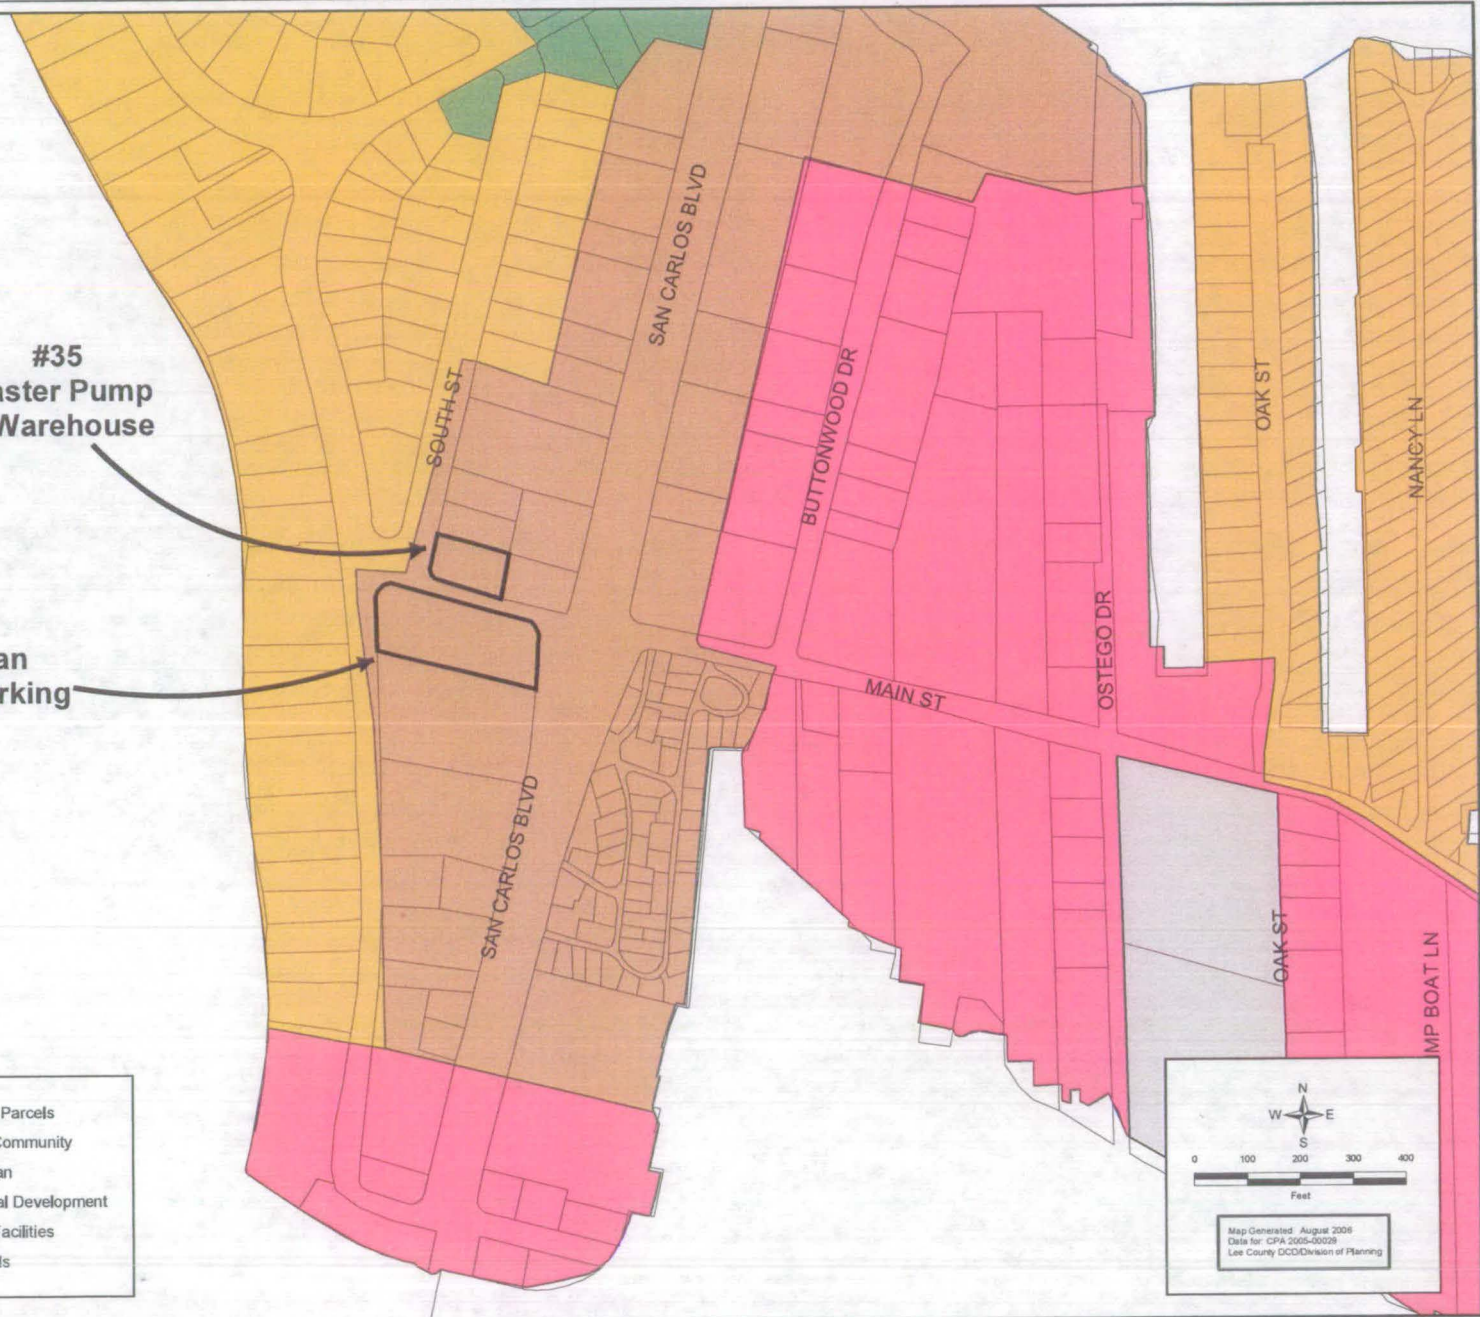 #35
aster Pump
Warehouse
an
rking
SOUTH ST
SAN CARLOS BLVD
BUTTONWOOD DR
OAK ST
NANCY LN
OSTEGO DR
MAIN ST
SAN CARLOS BLVD
OAK ST
MP BOAT LN
Parcels
Community
an
al Development
acilities
ls
N
W E
S
0 100 200 300 400
Feet
Map Generated: August 2006
Data for: CPA 2005-00029
Lee County DCD/Division of Planning